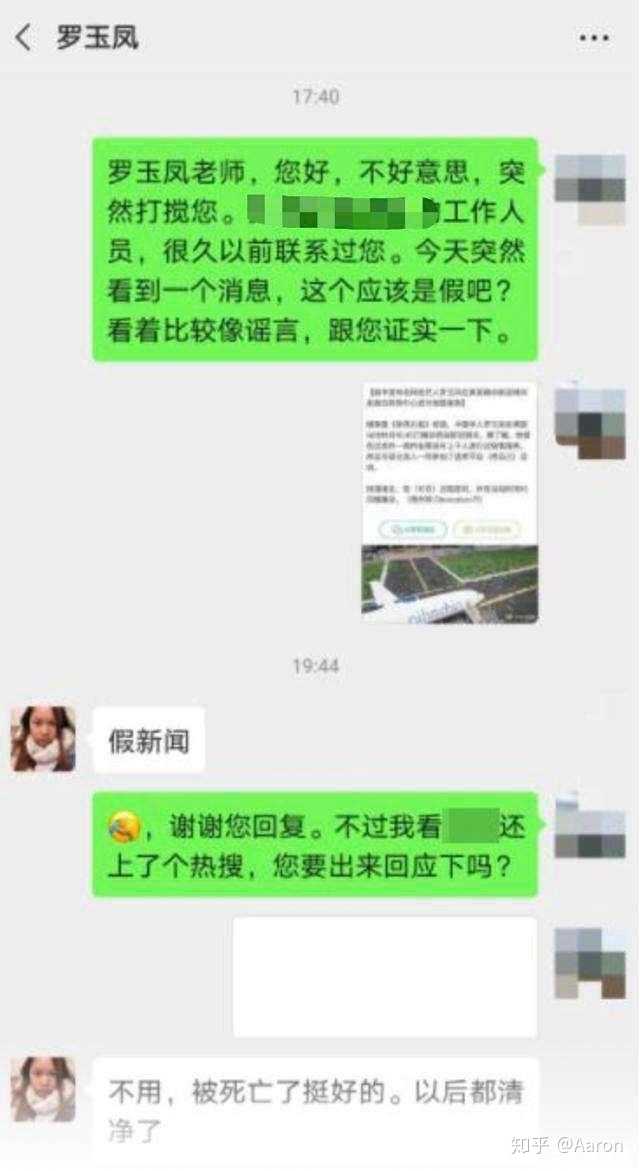 罗玉凤
17:40
罗玉凤老师，您好，不好意思，突
然打搅您。 的工作人
员，很久以前联系过您。今天突然
看到一个消息，这个应该是假吧？
看着比较像谣言，跟您证实一下。
19:44
假新闻
，谢谢您回复。不过我看 还
上了个热搜，您要出来回应下吗？
不用，被死亡了挺好的。以后都清
净了
知乎 @Aaron